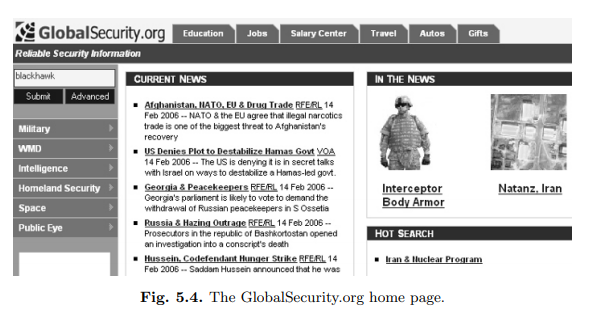 GlobalSecurity.org
Education Jobs Salary Center Travel Autos Gifts
Reliable Security Information
blackhawk
Submit Advanced
Military
WMD
Intelligence
Homeland Security
Space
Public Eye
CURRENT NEWS
Afghanistan, NATO, EU & Drug Trade RFE/RL 14
Feb 2006 -- NATO & the EU agree that illegal narcotics
trade is one of the biggest threat to Afghanistan's
recovery
US Denies Plot to Destabilize Hamas Govt VOA
14 Feb 2006 -- The US is denying it is in secret talks
with Israel on ways to destabilize a Hamas-led govt.
Georgia & Peacekeepers RFE/RL 14 Feb 2006 --
Georgia's parliament is likely to vote to demand the
withdrawal of Russian peacekeepers in S Ossetia
Russia & Hazing Outrage RFE/RL 14 Feb 2006 --
Prosecutors in the republic of Bashkortostan opened
an investigation into a conscript's death
Hussein, Codefendant Hunger Strike RFE/RL 14
Feb 2006 -- Saddam Hussein announced that he was
IN THE NEWS
Interceptor
Body Armor
Natanz, Iran
HOT SEARCH
Iran & Nuclear Program
Fig. 5.4. The GlobalSecurity.org home page.